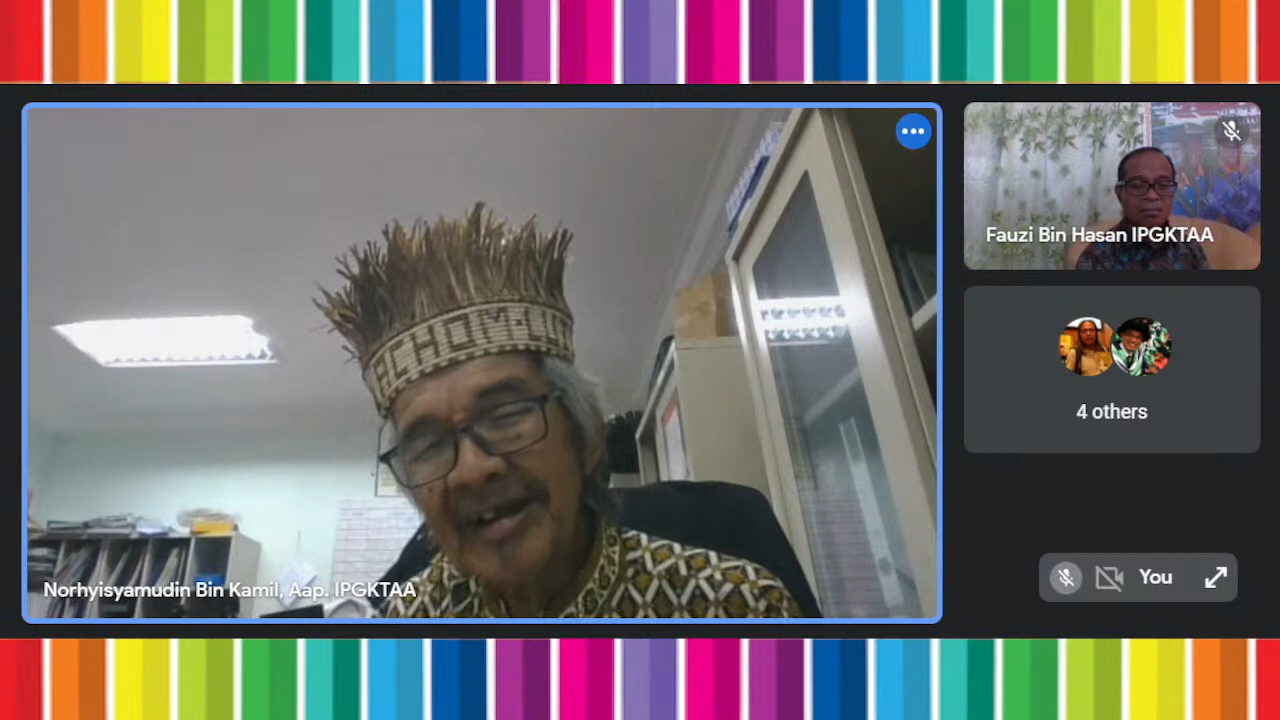 Norhyisyamudin Bin Kamil, Aap. IPGKTAA
Fauzi Bin Hasan IPGKTAA
4 others
You